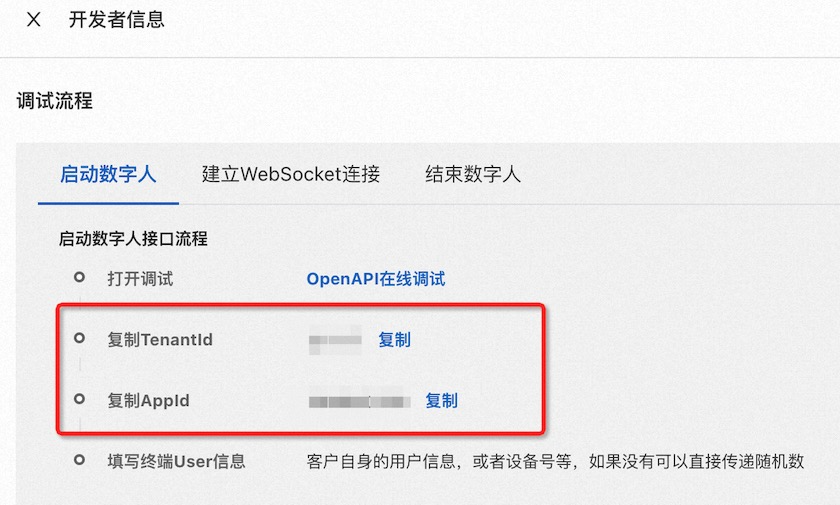 开发者信息
调试流程
启动数字人 建立WebSocket连接 结束数字人
启动数字人接口流程
打开调试 OpenAPI在线调试
复制TenantId 复制
复制AppId 复制
填写终端User信息 客户自身的用户信息，或者设备号等，如果没有可以直接传递随机数